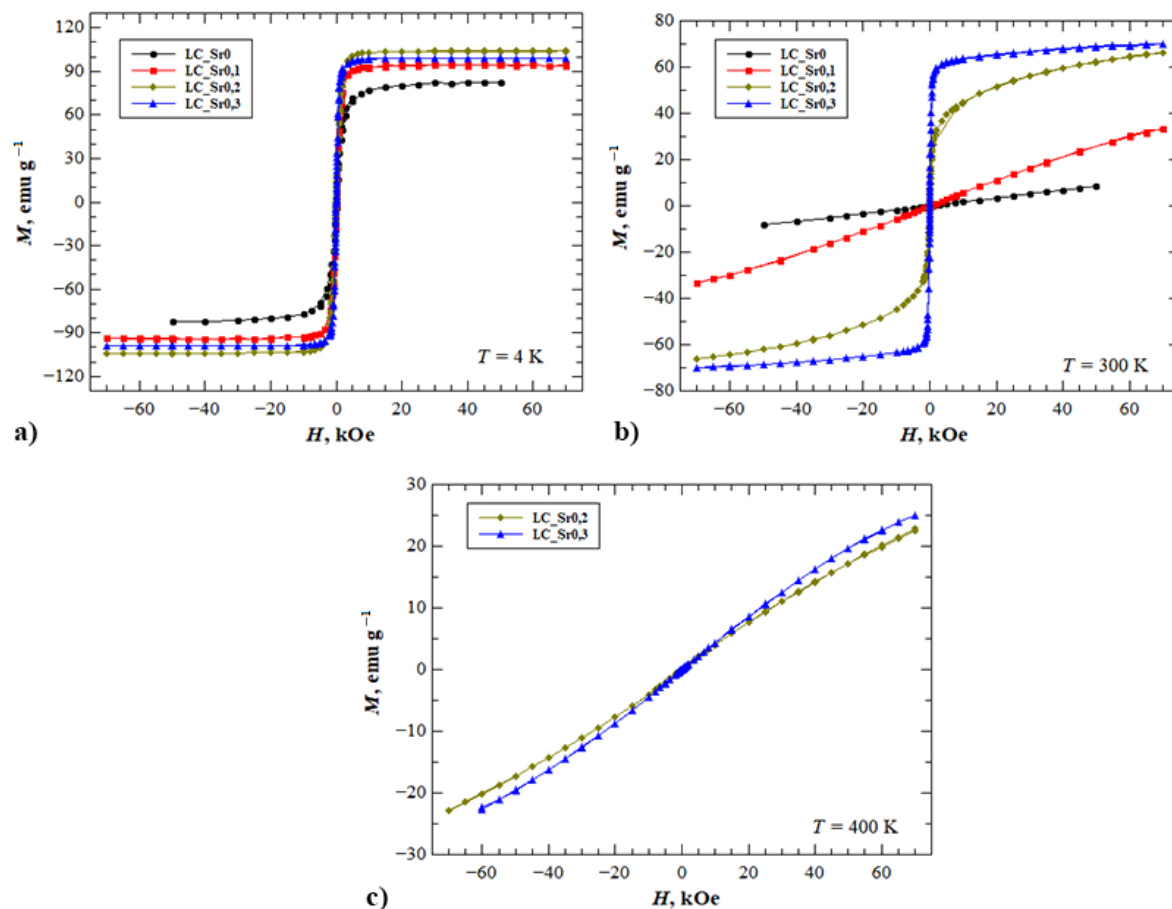 120
90
60
30
0
−30
−60
−90
−120
M, emu g⁻¹
LC_Sr0
LC_Sr0,1
LC_Sr0,2
LC_Sr0,3
T = 4 K
−60 −40 −20 0 20 40 60
H, kOe
a)
80
60
40
20
0
−20
−40
−60
−80
M, emu g⁻¹
LC_Sr0
LC_Sr0,1
LC_Sr0,2
LC_Sr0,3
T = 300 K
−60 −40 −20 0 20 40 60
H, kOe
b)
30
20
10
0
−10
−20
−30
M, emu g⁻¹
LC_Sr0,2
LC_Sr0,3
T = 400 K
−60 −40 −20 0 20 40 60
H, kOe
c)